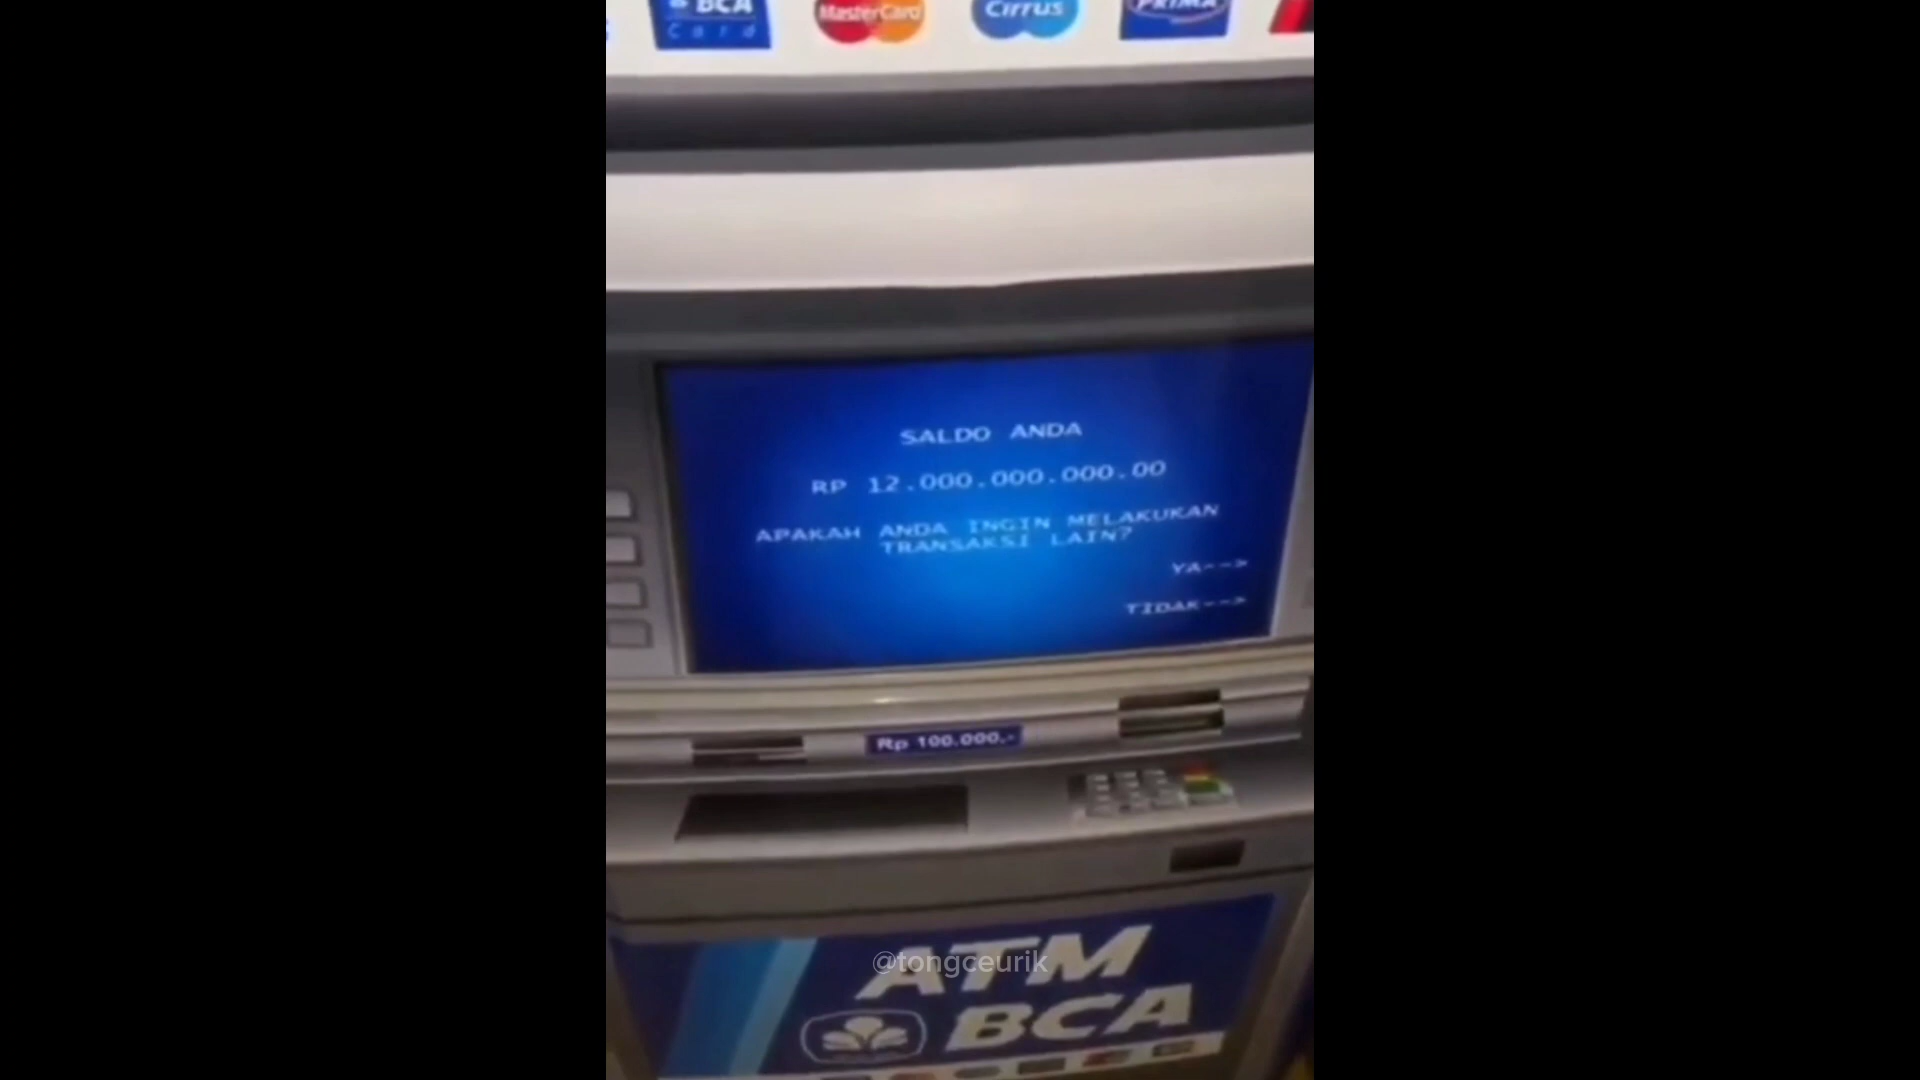 BCA
Card
MasterCard
Cirrus
PRIMA
SALDO ANDA
RP 12.000.000.000.00
APAKAH ANDA INGIN MELAKUKAN
TRANSAKSI LAIN?
YA-->
TIDAK-->
Rp 100.000,-
@tongceurik
ATM
BCA